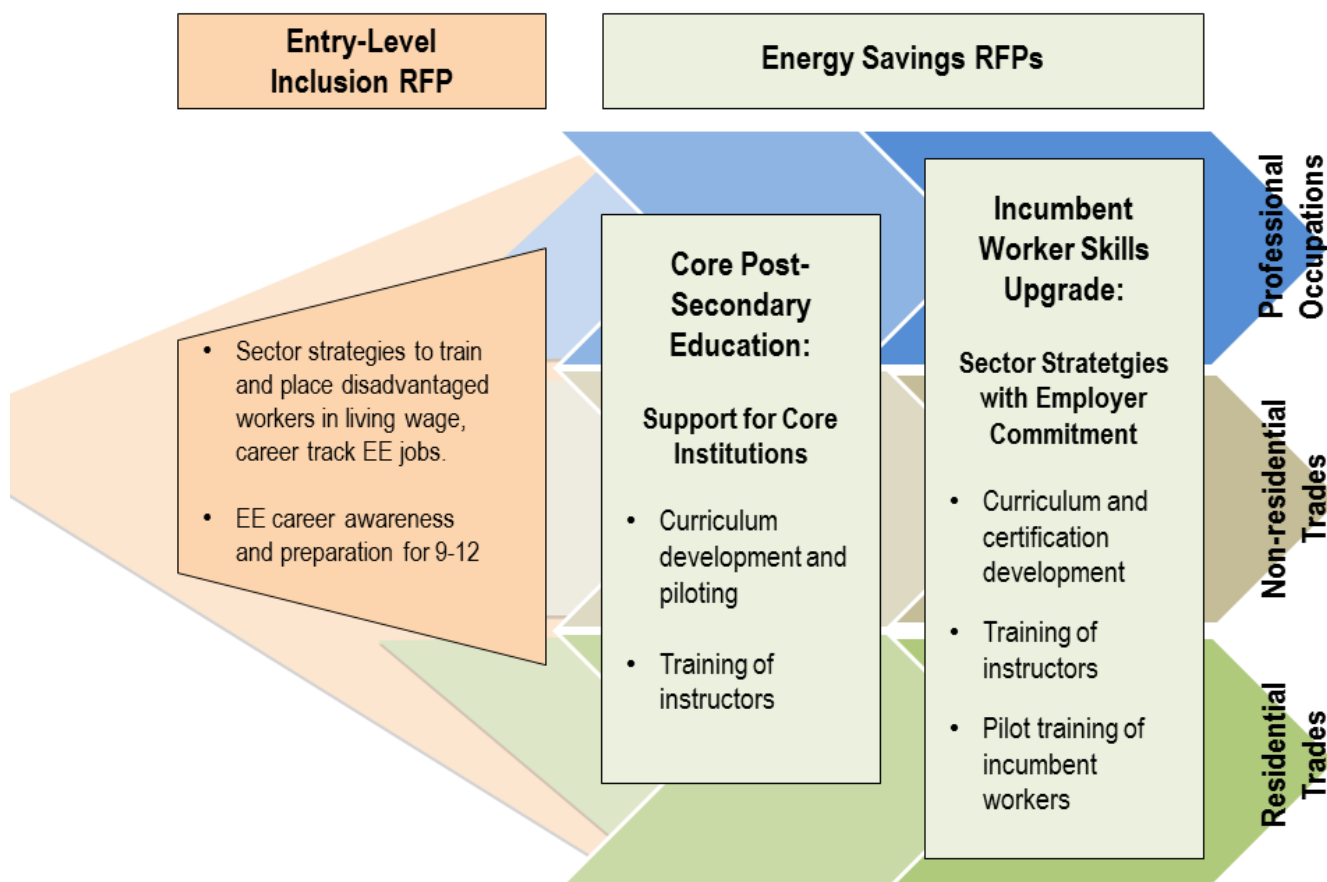 Entry-Level
Inclusion RFP
Energy Savings RFPs
• Sector strategies to train
and place disadvantaged
workers in living wage,
career track EE jobs.
• EE career awareness
and preparation for 9-12
Core Post-
Secondary
Education:
Support for Core
Institutions
• Curriculum
development and
piloting
• Training of
instructors
Incumbent
Worker Skills
Upgrade:
Sector Stratetgies
with Employer
Commitment
• Curriculum and
certification
development
• Training of
instructors
• Pilot training of
incumbent
workers
Professional
Occupations
Non-residential
Trades
Residential
Trades